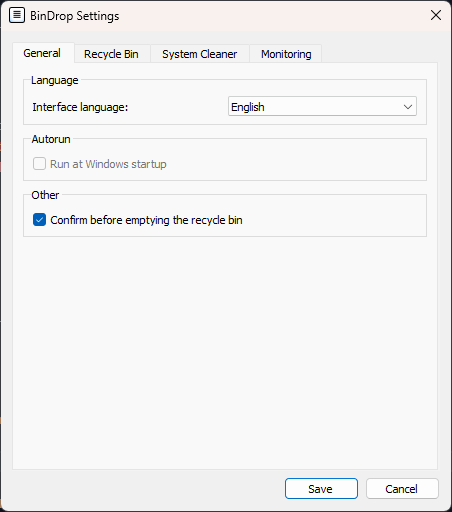 BinDrop Settings
General
Recycle Bin
System Cleaner
Monitoring
Language
Interface language:
English
Autorun
Run at Windows startup
Other
Confirm before emptying the recycle bin
Save
Cancel